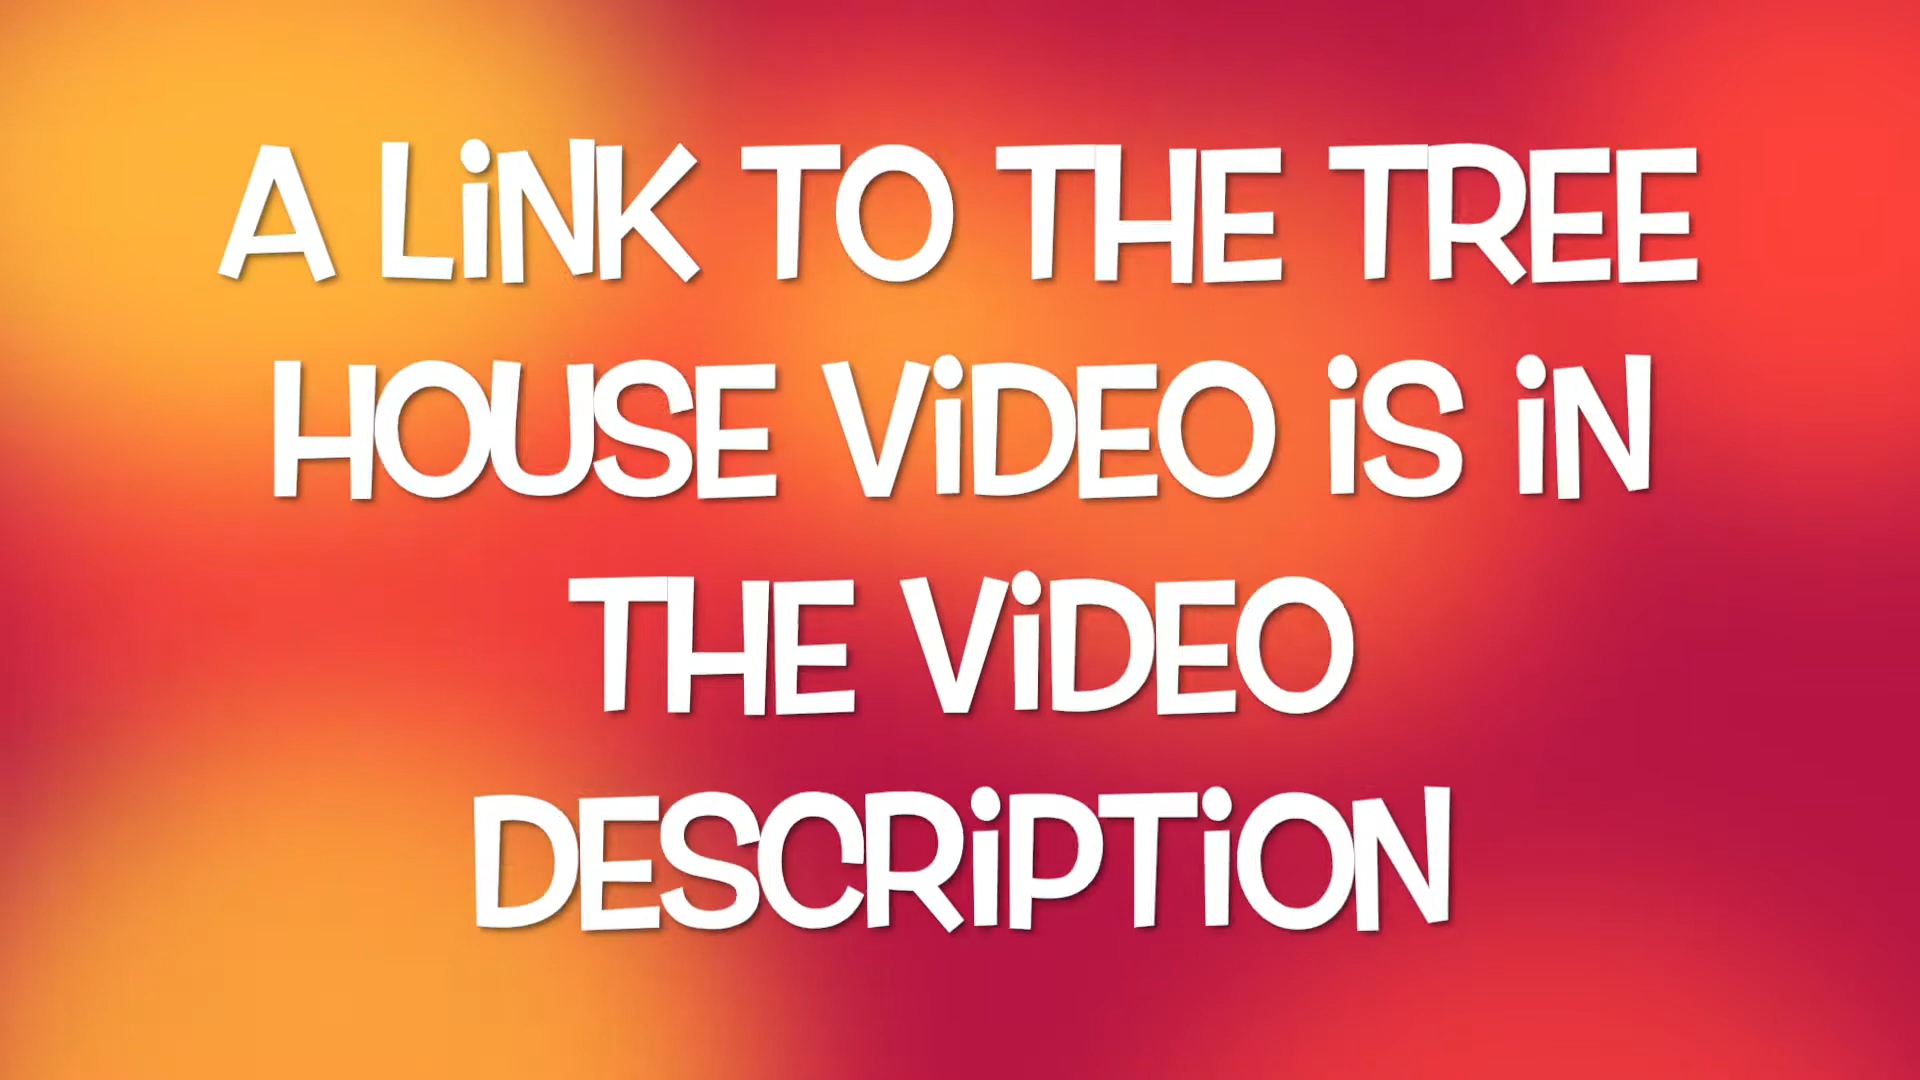 A LiNK TO THE TREE
HOUSE ViDEO iS iN
THE ViDEO
DESCRiPTiON